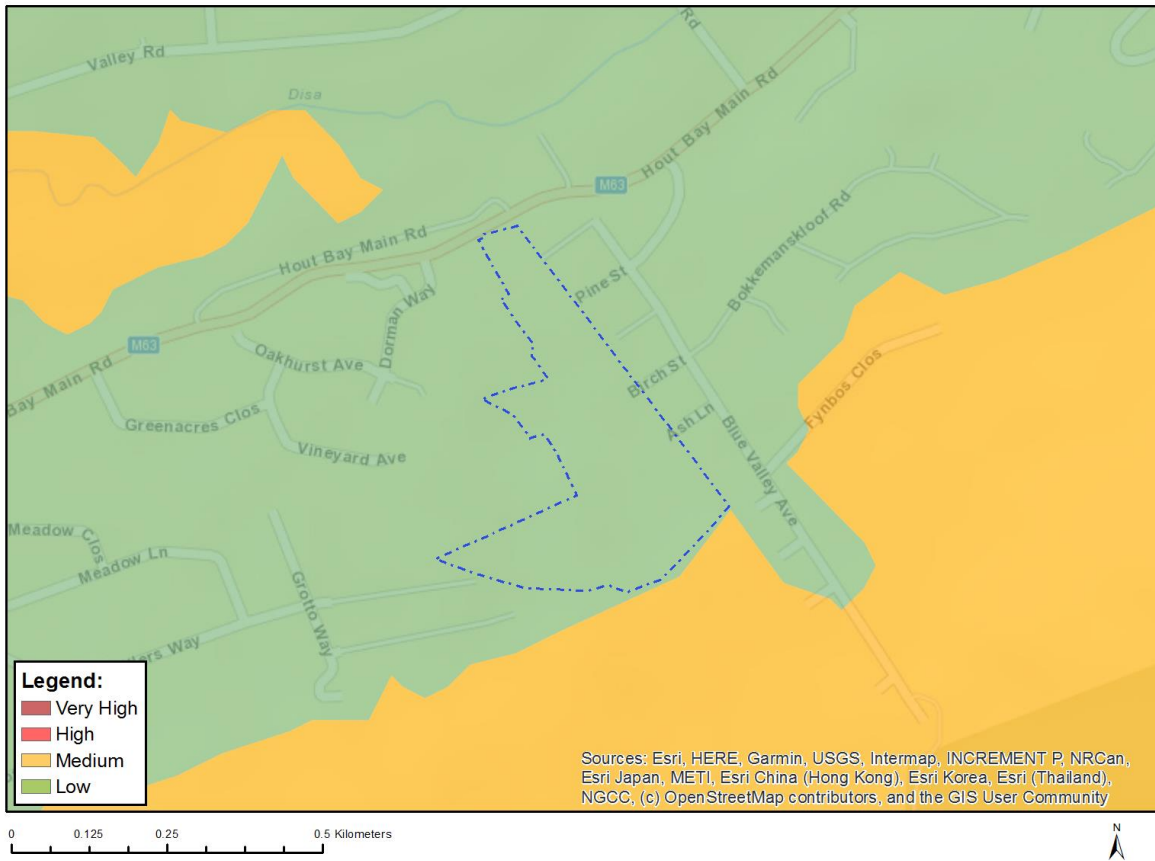 Rd
Valley Rd
Disa
Hout Bay Main Rd
M63
Bokkemanskloof Rd
Hout Bay Main Rd
Pine St
Dorman Way
M63
Oakhurst Ave
Bay Main Rd
Birch St
Fynbos Clos
Greenacres Clos
Ash Ln
Blue Valley Ave
Vineyard Ave
Meadow Clos
Meadow Ln
Grotto Way
Way
Legend:
Very High
High
Medium
Low
Sources: Esri, HERE, Garmin, USGS, Intermap, INCREMENT P, NRCan,
Esri Japan, METI, Esri China (Hong Kong), Esri Korea, Esri (Thailand),
NGCC, (c) OpenStreetMap contributors, and the GIS User Community
0 0.125 0.25 0.5 Kilometers
N